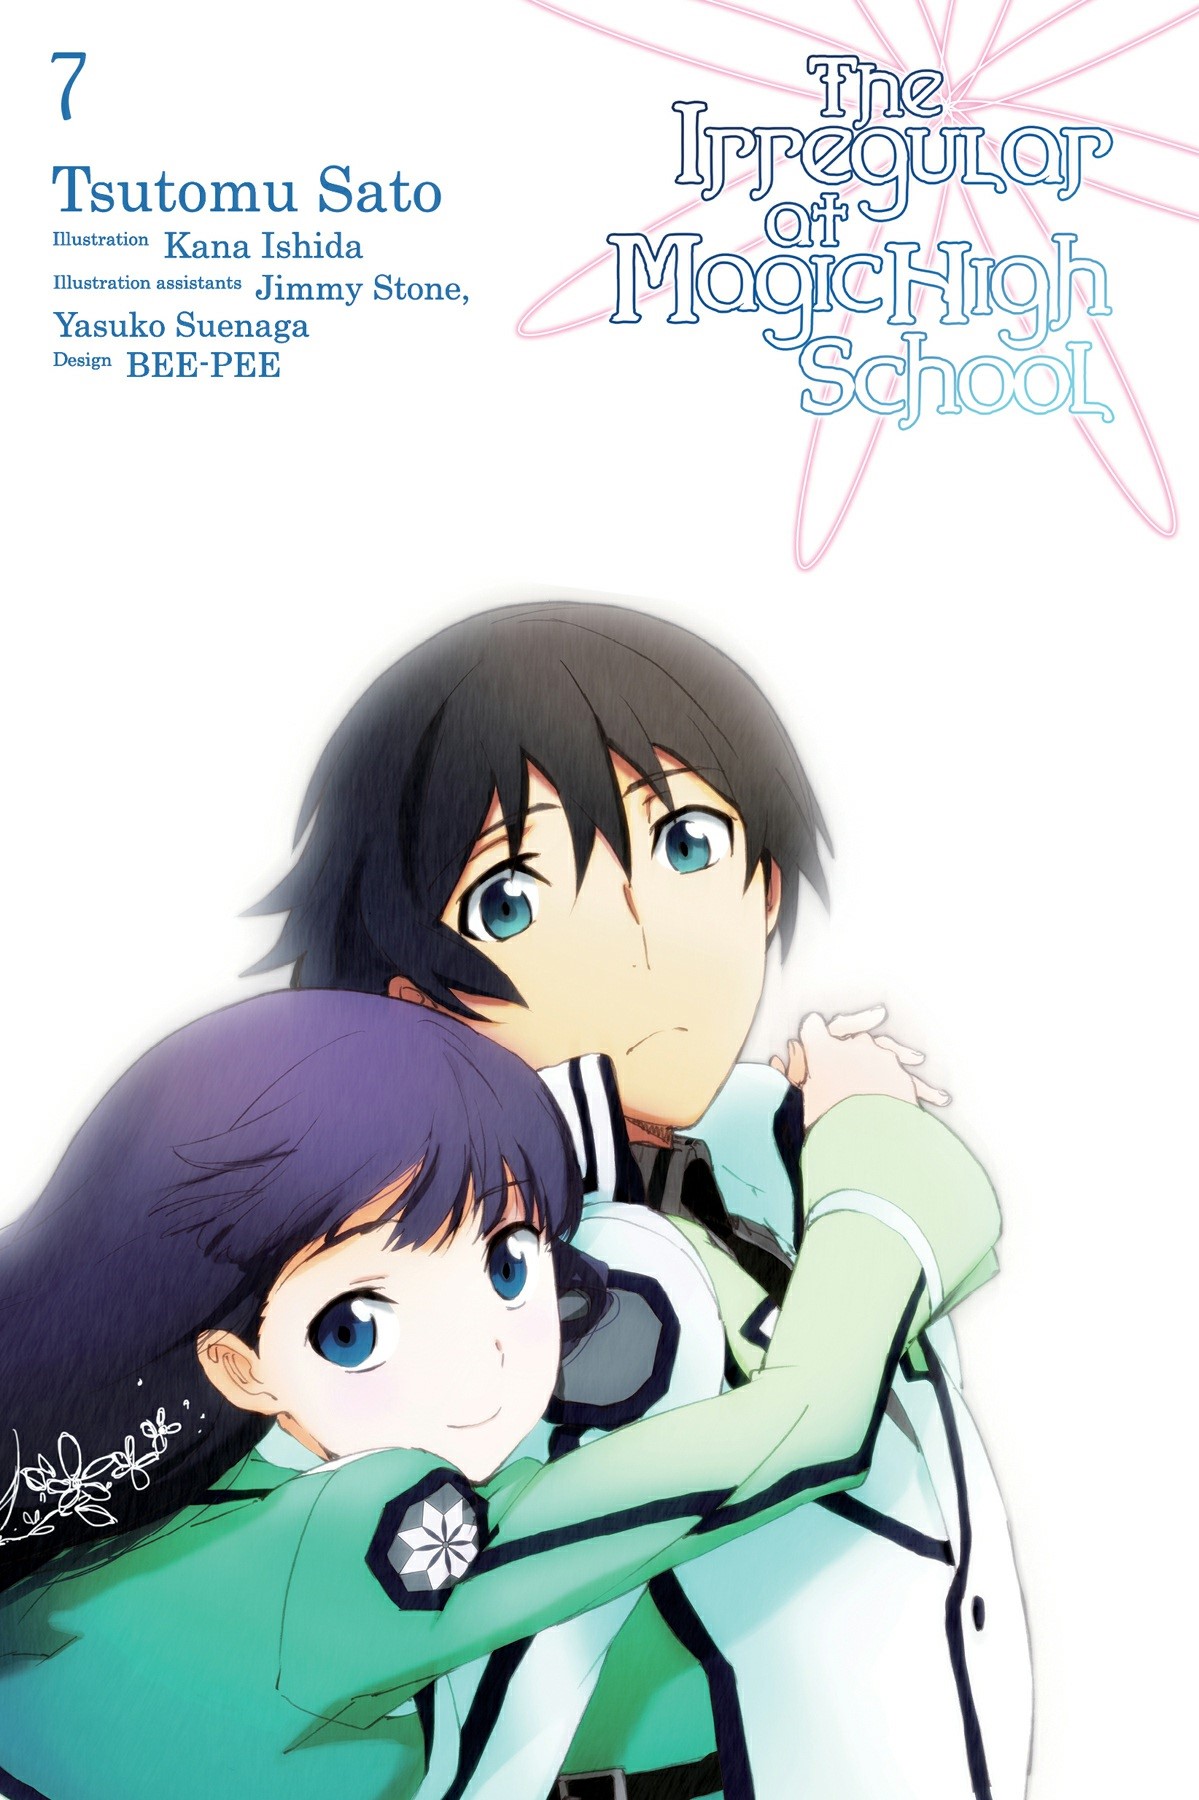 7
Tsutomu Sato
Illustration Kana Ishida
Illustration assistants Jimmy Stone,
Yasuko Suenaga
Design BEE-PEE
The
Irregular
at
Magic High
School